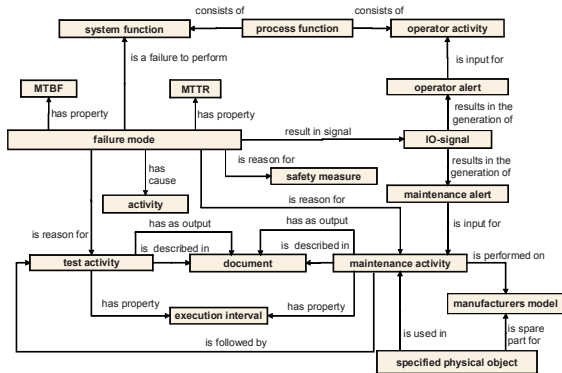 consists of
consists of
system function
process function
operator activity
is a failure to perform
is input for
MTBF
MTTR
operator alert
has property
has property
results in the
generation of
failure mode
result in signal
IO-signal
is reason for
results in the
generation of
has
cause
safety measure
activity
is reason for
maintenance alert
is reason for
has as output
has as output
is input for
is described in
is described in
is performed on
test activity
document
maintenance activity
has property
has property
manufacturers model
execution interval
is used in
is spare
part for
is followed by
specified physical object